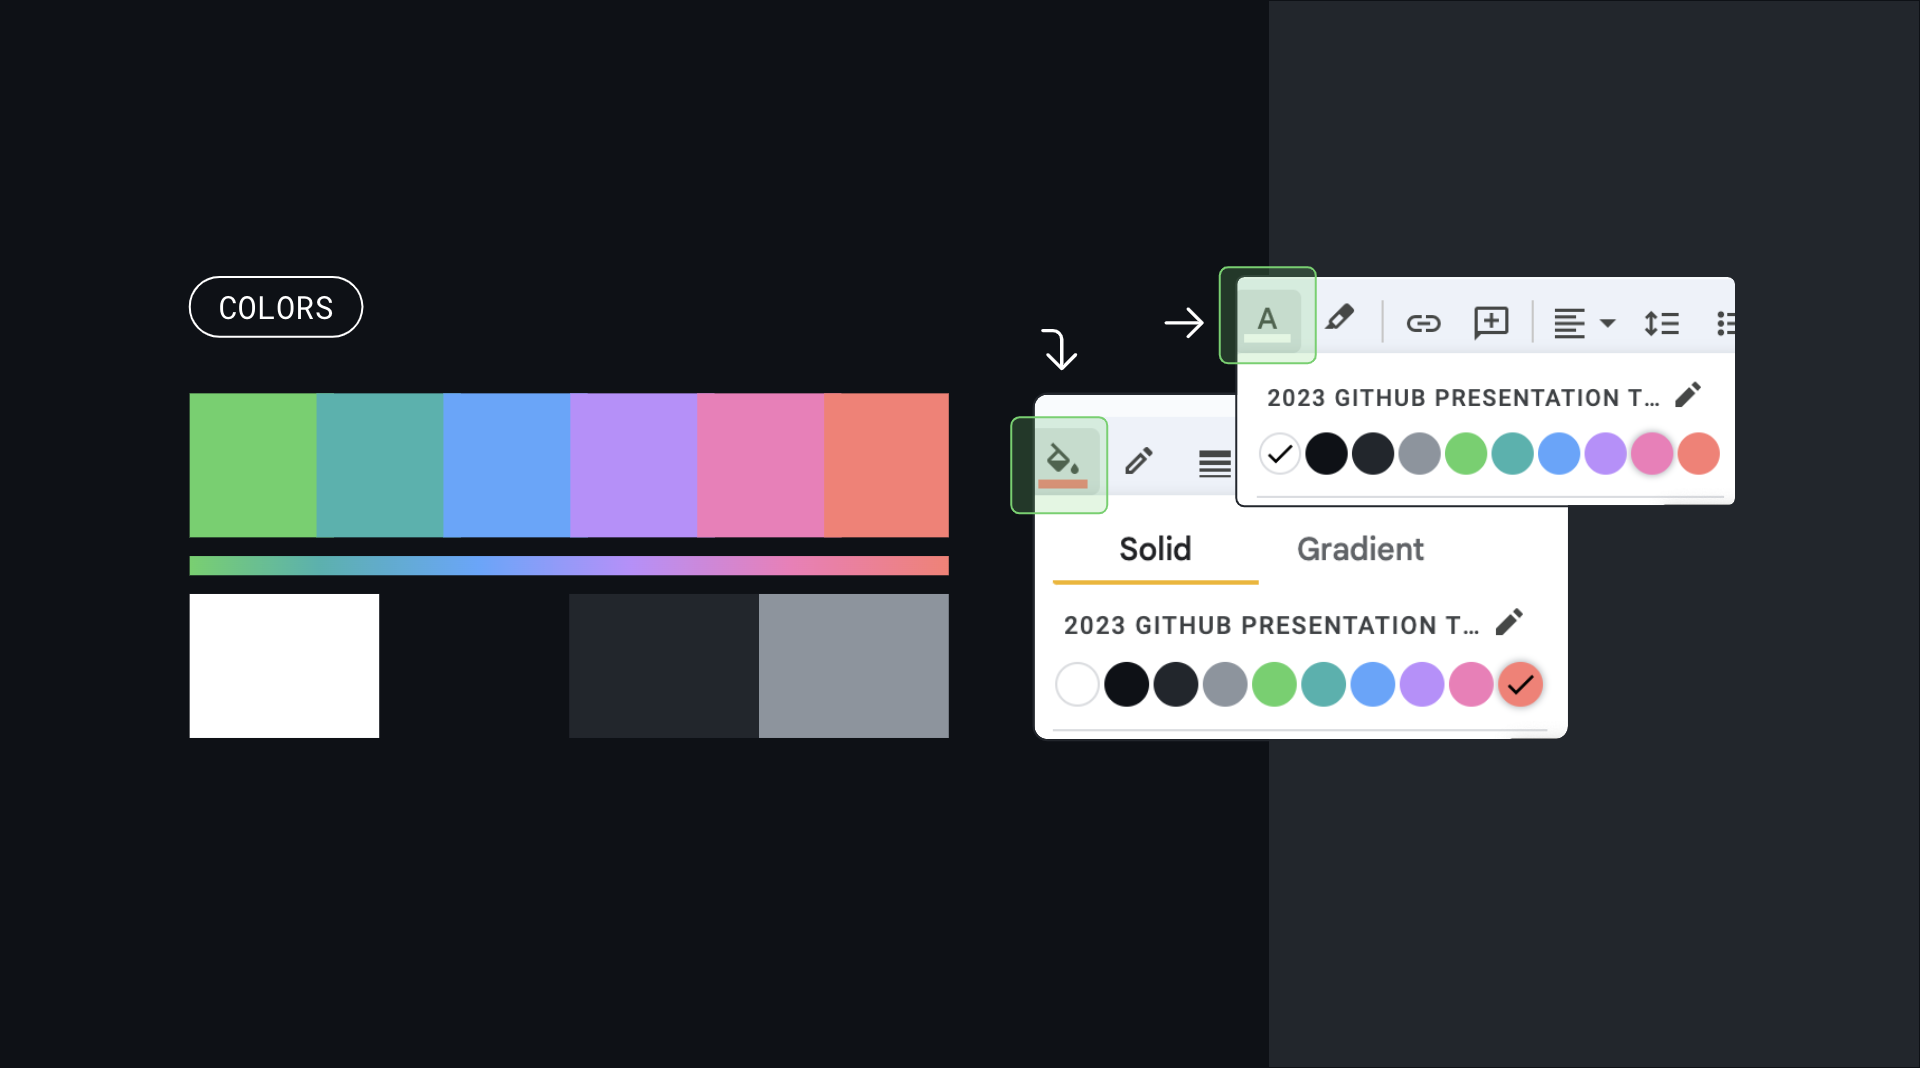 COLORS
A
2023 GITHUB PRESENTATION T...
Solid
Gradient
2023 GITHUB PRESENTATION T...